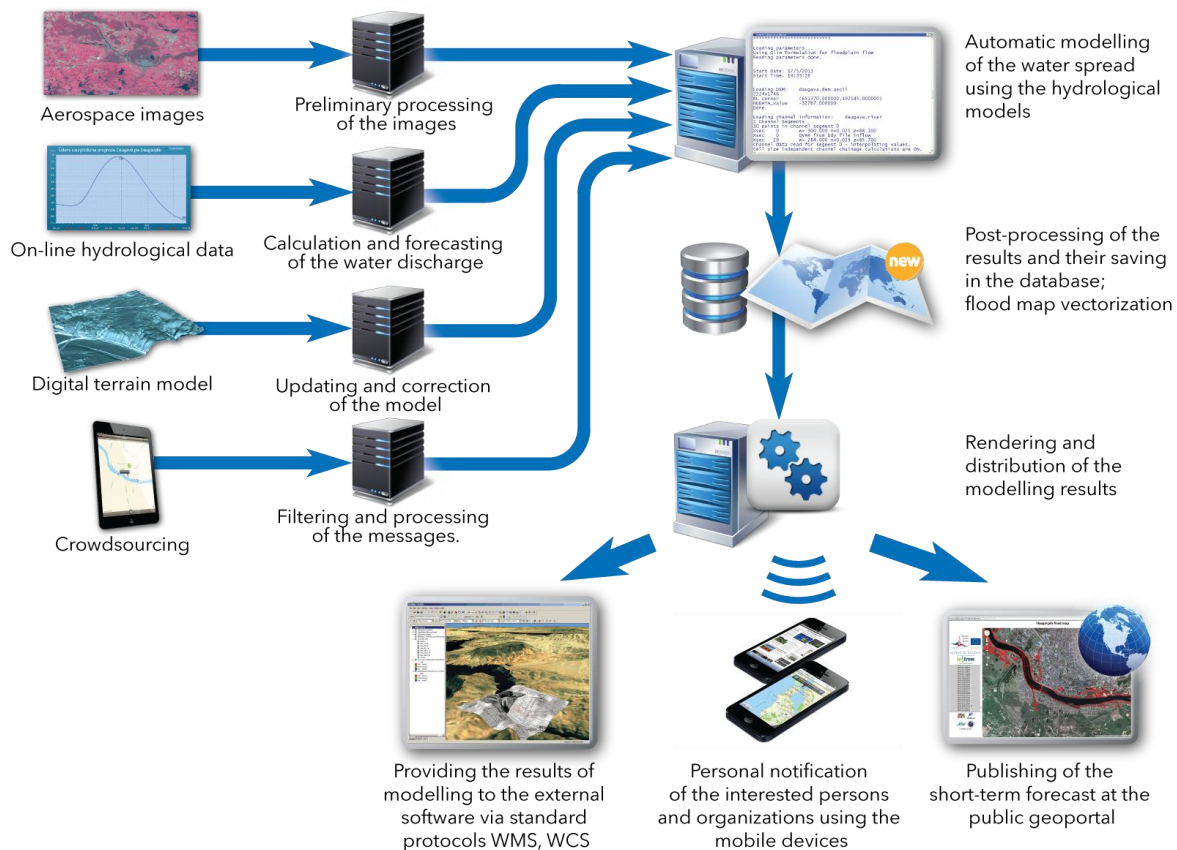 Aerospace images
Preliminary processing
of the images
Loading parameters...
Reading parameters done.
Automatic modelling
of the water spread
using the hydrological
models
On-line hydrological data
Calculation and forecasting
of the water discharge
new
Post-processing of the
results and their saving
in the database;
flood map vectorization
Digital terrain model
Updating and correction
of the model
Crowdsourcing
Filtering and processing
of the messages.
Rendering and
distribution of the
modelling results
Providing the results of
modelling to the external
software via standard
protocols WMS, WCS
Personal notification
of the interested persons
and organizations using the
mobile devices
Publishing of the
short-term forecast at the
public geoportal